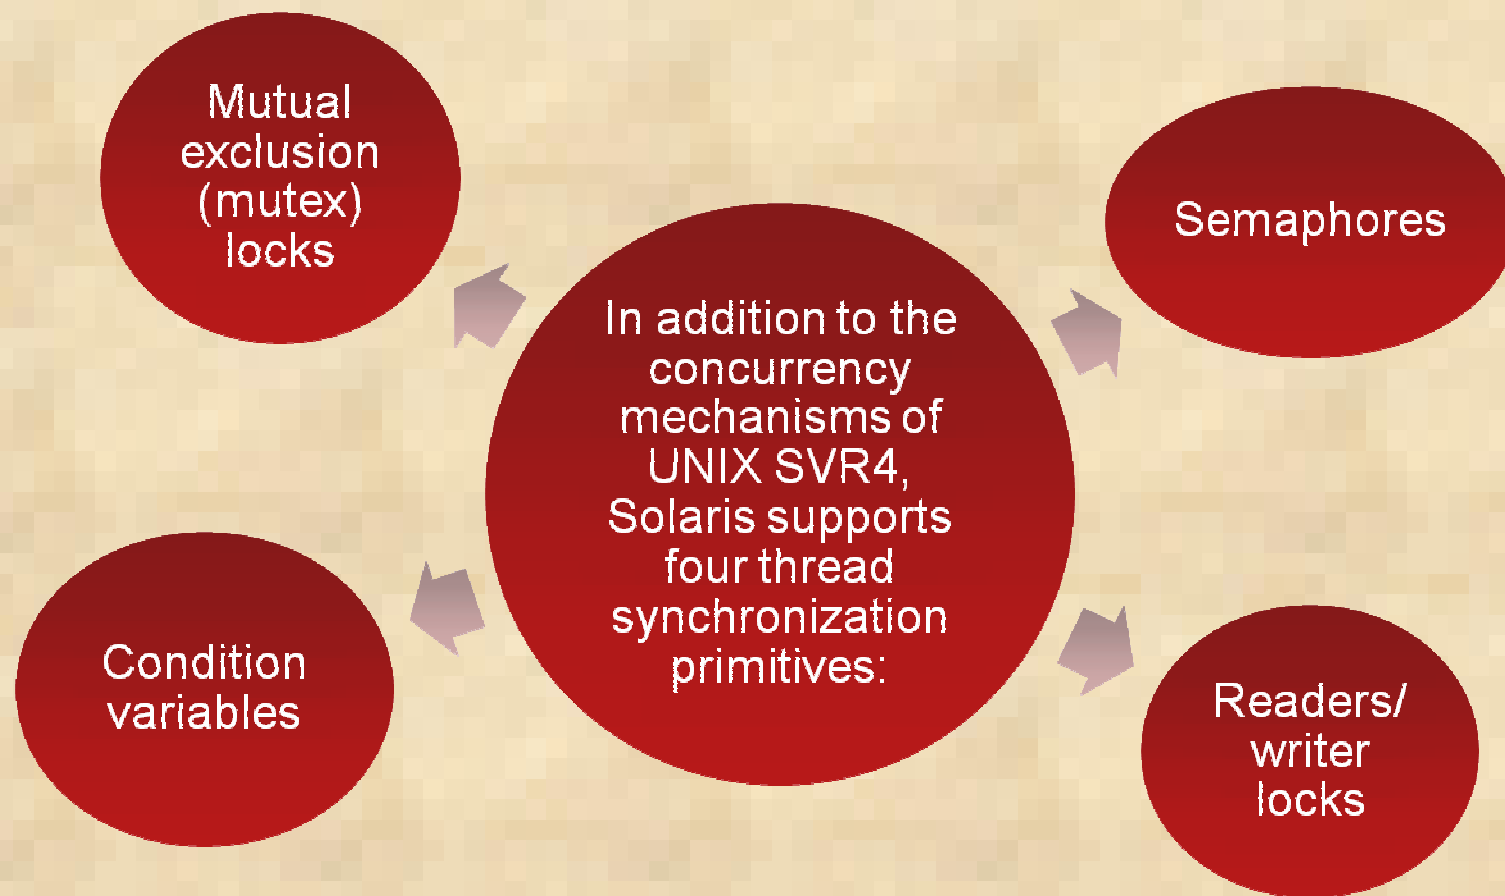 Mutual
exclusion
(mutex)
locks
Semaphores
In addition to the
concurrency
mechanisms of
UNIX SVR4,
Solaris supports
four thread
synchronization
primitives:
Condition
variables
Readers/
writer
locks